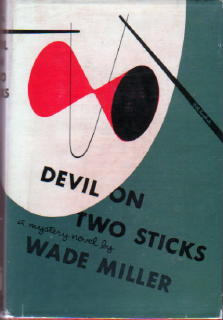 DEVIL ON
TWO STICKS
a mystery novel by
WADE MILLER